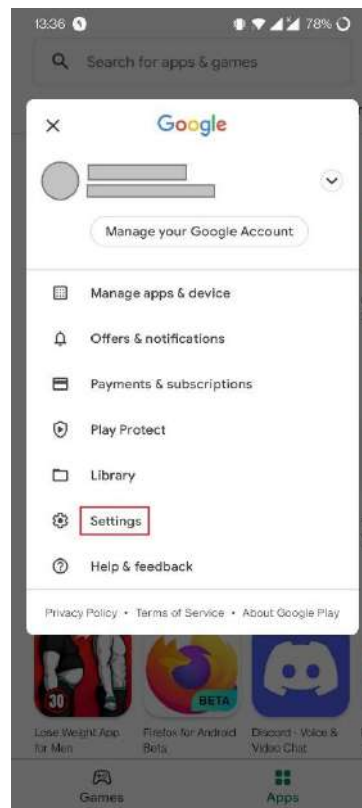 13:36
78%
Search for apps & games
Google
Manage your Google Account
Manage apps & device
Offers & notifications
Payments & subscriptions
Play Protect
Library
Settings
Help & feedback
Privacy Policy • Terms of Service • About Google Play
30
BETA
Lose Weight App
for Men
Firefox for Android
Beta
Discord - Voice &
Video Chat
Games
Apps